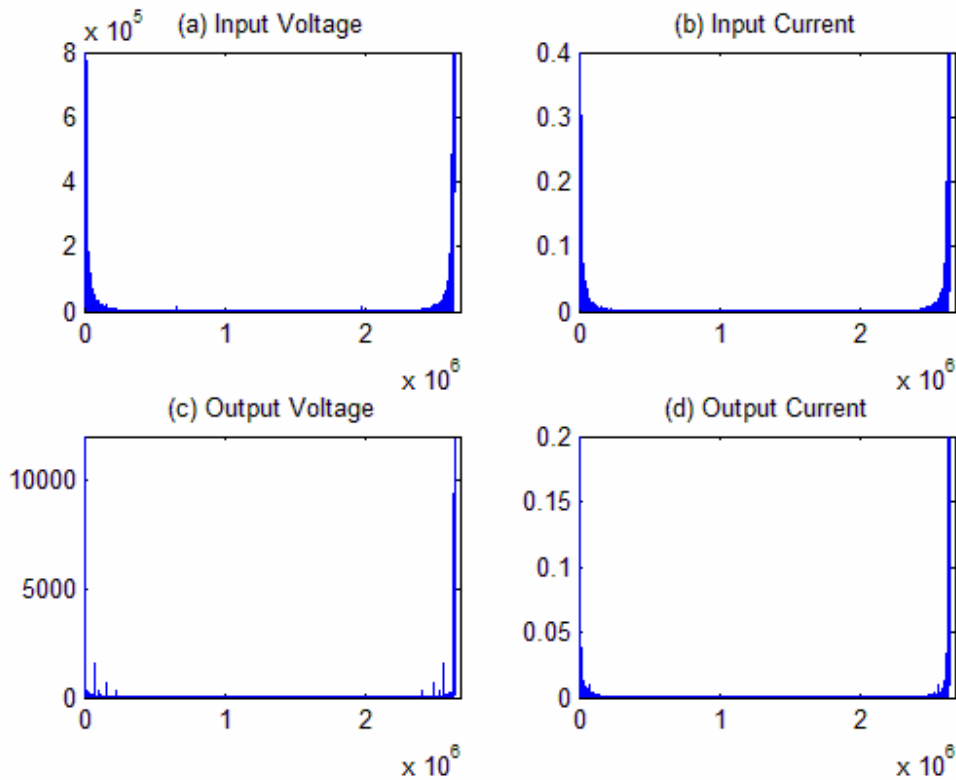 x 10^5
(a) Input Voltage
8
6
4
2
0
0 1 2
x 10^6
(b) Input Current
0.4
0.3
0.2
0.1
0
0 1 2
x 10^6
(c) Output Voltage
10000
5000
0
0 1 2
x 10^6
(d) Output Current
0.2
0.15
0.1
0.05
0
0 1 2
x 10^6